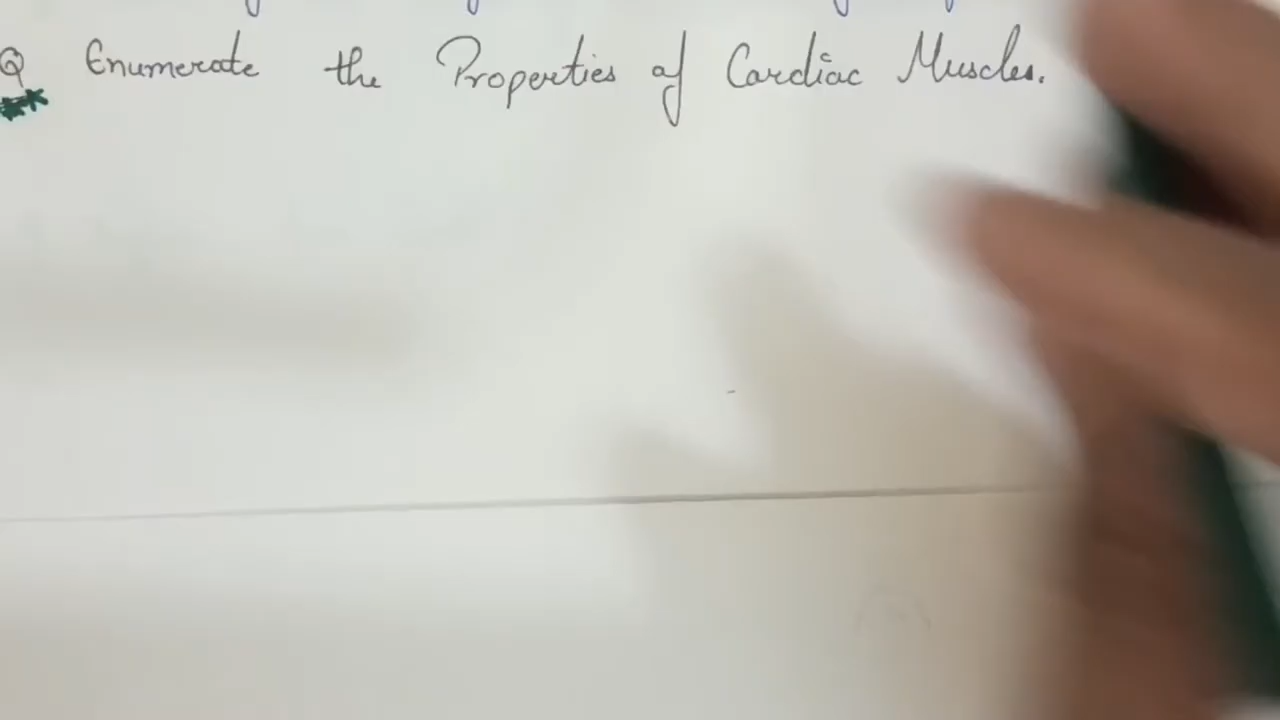 Q Enumerate the Properties of Cardiac Muscles.